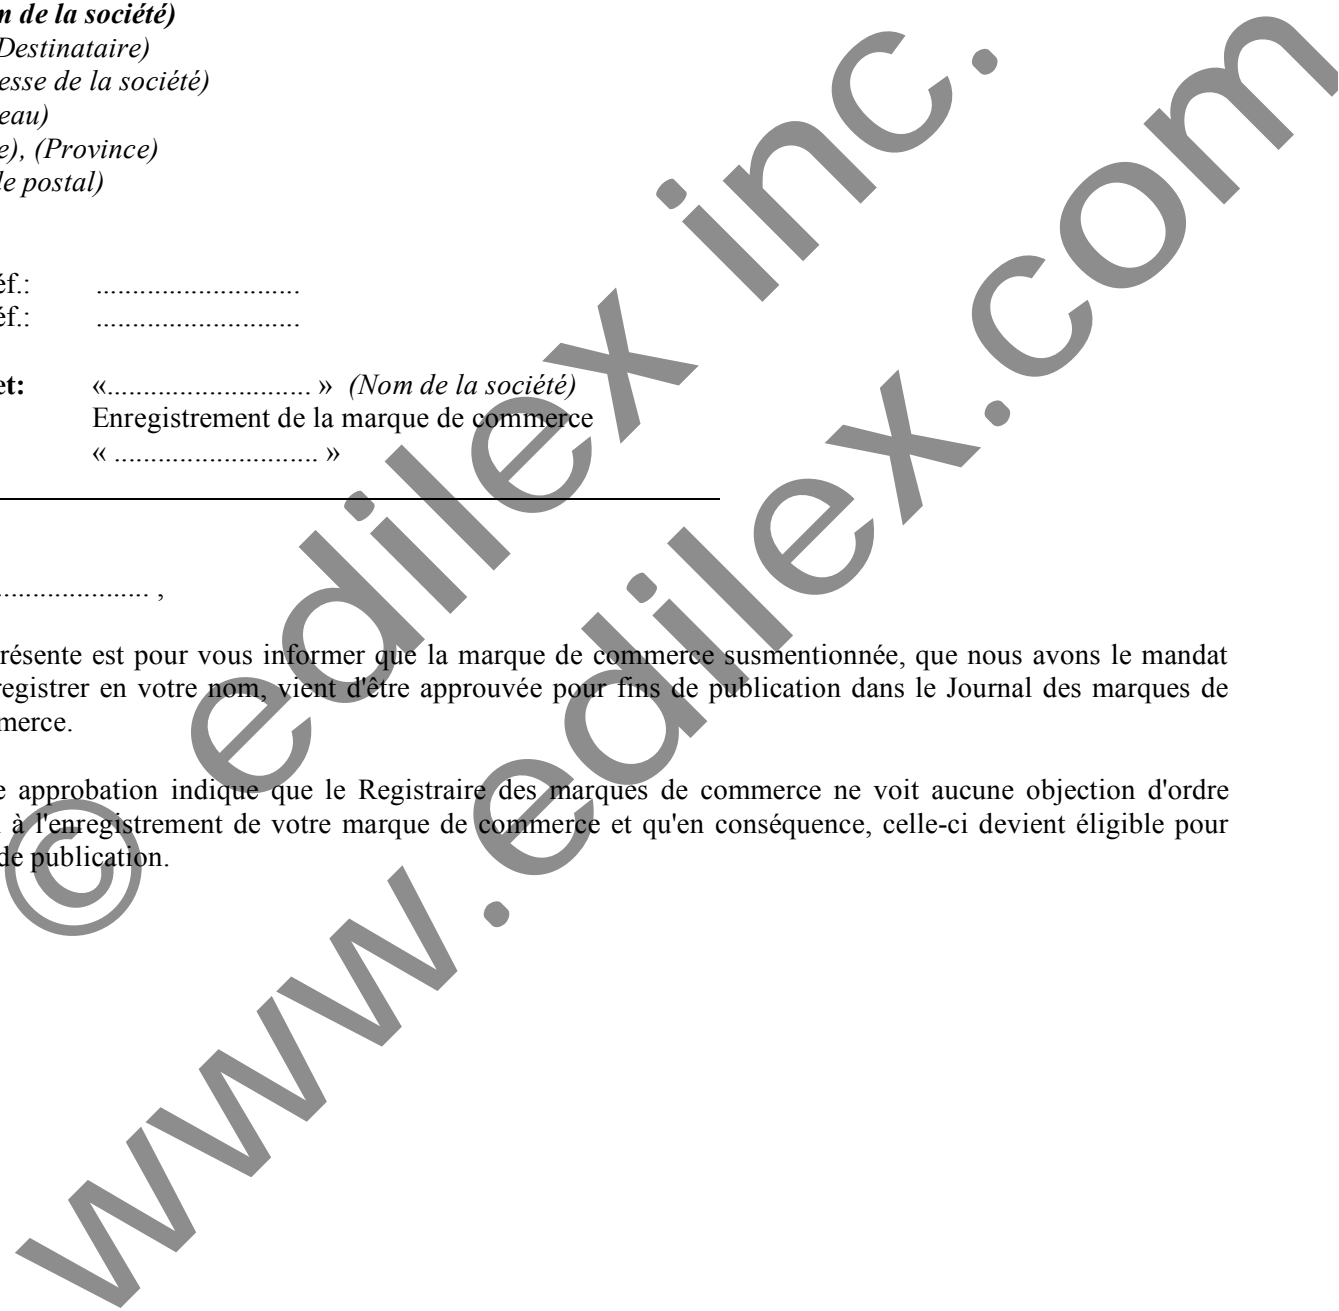 n de la société)
Destinataire)
esse de la société)
eau)
e), (Province)
le postal)
éf.: ............................
éf.: ............................
et: «............................ » (Nom de la société)
Enregistrement de la marque de commerce
« ............................ »
..................... ,
résente est pour vous informer que la marque de commerce susmentionnée, que nous avons le mandat
registrer en votre nom, vient d'être approuvée pour fins de publication dans le Journal des marques de
merce.
e approbation indique que le Registraire des marques de commerce ne voit aucune objection d'ordre
l à l'enregistrement de votre marque de commerce et qu'en conséquence, celle-ci devient éligible pour
de publication.
© edilex inc.
www.edilex.com